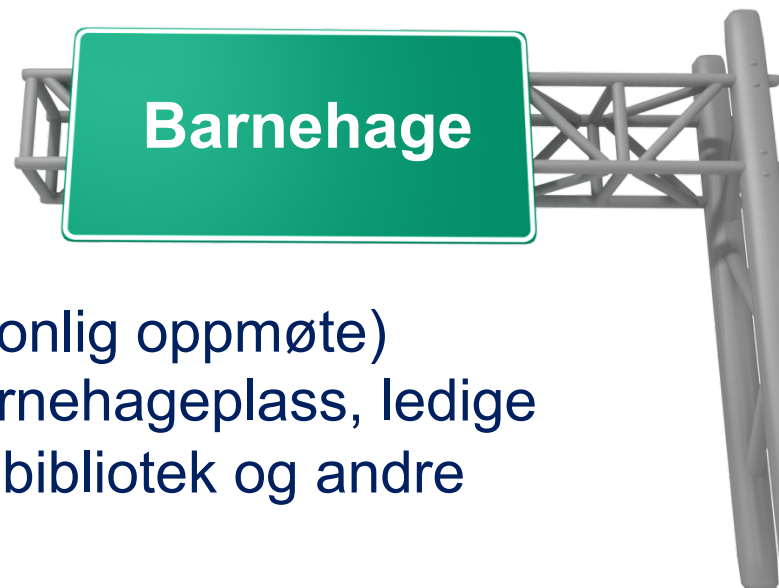 Barnehage
onlig oppmøte)
rnehageplass, ledige
bibliotek og andre